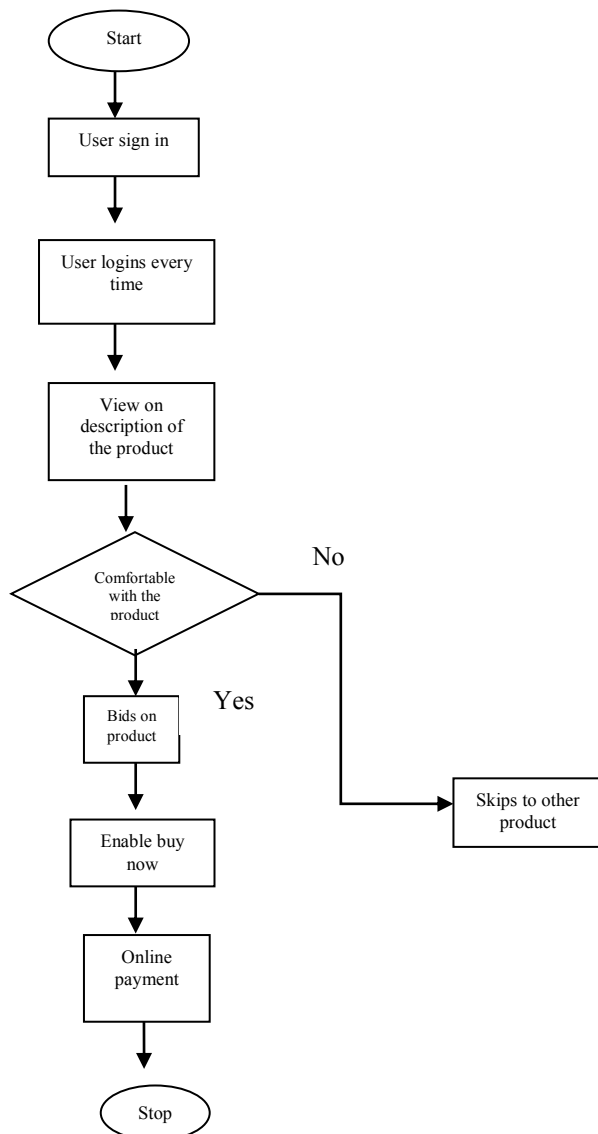 Start
User sign in
User logins every
time
View on
description of
the product
No
Comfortable
with the
product
Yes
Bids on
product
Skips to other
product
Enable buy
now
Online
payment
Stop